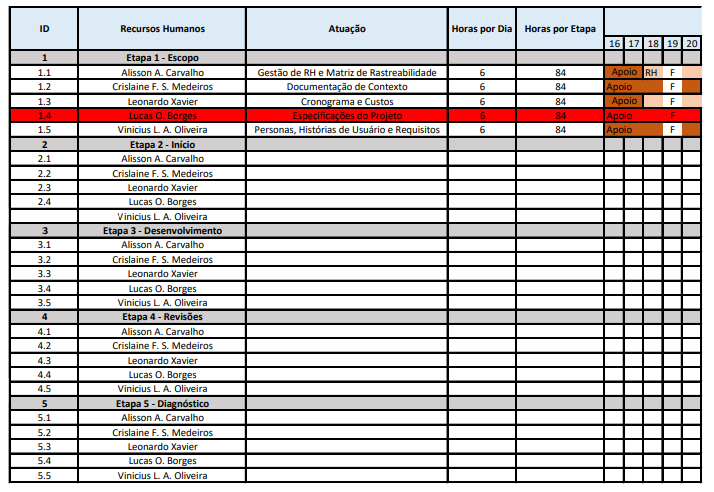 ID Recursos Humanos Atuação Horas por Dia Horas por Etapa
16 17 18 19 20
1 Etapa 1 - Escopo
1.1 Alisson A. Carvalho Gestão de RH e Matriz de Rastreabilidade 6 84 Apoio RH F
1.2 Crislaine F. S. Medeiros Documentação de Contexto 6 84 Apoio F
1.3 Leonardo Xavier Cronograma e Custos 6 84 Apoio F
1.4 Lucas O. Borges Especificações do Projeto 6 84 Apoio F
1.5 Vinicius L. A. Oliveira Personas, Histórias de Usuário e Requisitos 6 84 Apoio F
2 Etapa 2 - Início
2.1 Alisson A. Carvalho
2.2 Crislaine F. S. Medeiros
2.3 Leonardo Xavier
2.4 Lucas O. Borges
Vinicius L. A. Oliveira
3 Etapa 3 - Desenvolvimento
3.1 Alisson A. Carvalho
3.2 Crislaine F. S. Medeiros
3.3 Leonardo Xavier
3.4 Lucas O. Borges
3.5 Vinicius L. A. Oliveira
4 Etapa 4 - Revisões
4.1 Alisson A. Carvalho
4.2 Crislaine F. S. Medeiros
4.3 Leonardo Xavier
4.4 Lucas O. Borges
4.5 Vinicius L. A. Oliveira
5 Etapa 5 - Diagnóstico
5.1 Alisson A. Carvalho
5.2 Crislaine F. S. Medeiros
5.3 Leonardo Xavier
5.4 Lucas O. Borges
5.5 Vinicius L. A. Oliveira